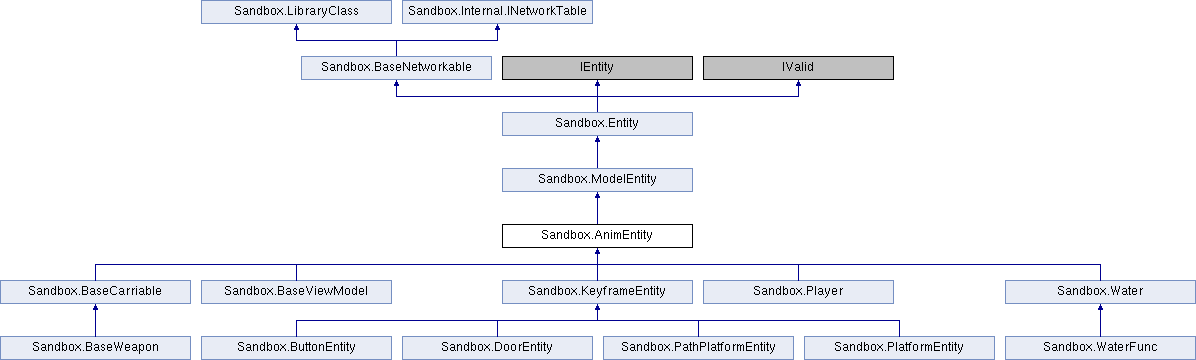 Sandbox.LibraryClass
Sandbox.Internal.INetworkTable
Sandbox.BaseNetworkable
IEntity
IValid
Sandbox.Entity
Sandbox.ModelEntity
Sandbox.AnimEntity
Sandbox.BaseCarriable
Sandbox.BaseViewModel
Sandbox.KeyframeEntity
Sandbox.Player
Sandbox.Water
Sandbox.BaseWeapon
Sandbox.ButtonEntity
Sandbox.DoorEntity
Sandbox.PathPlatformEntity
Sandbox.PlatformEntity
Sandbox.WaterFunc